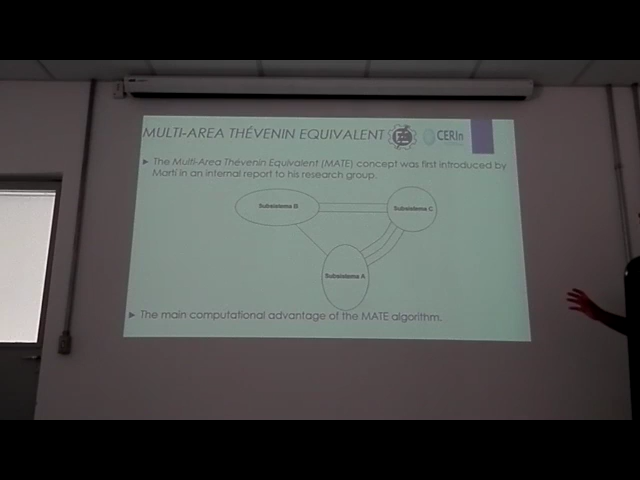 MULTI-AREA THÉVENIN EQUIVALENT
CERIn
► The Multi-Area Thévenin Equivalent (MATE) concept was first introduced by
Martí in an internal report to his research group.
Subsistema B
Subsistema C
Subsistema A
► The main computational advantage of the MATE algorithm.